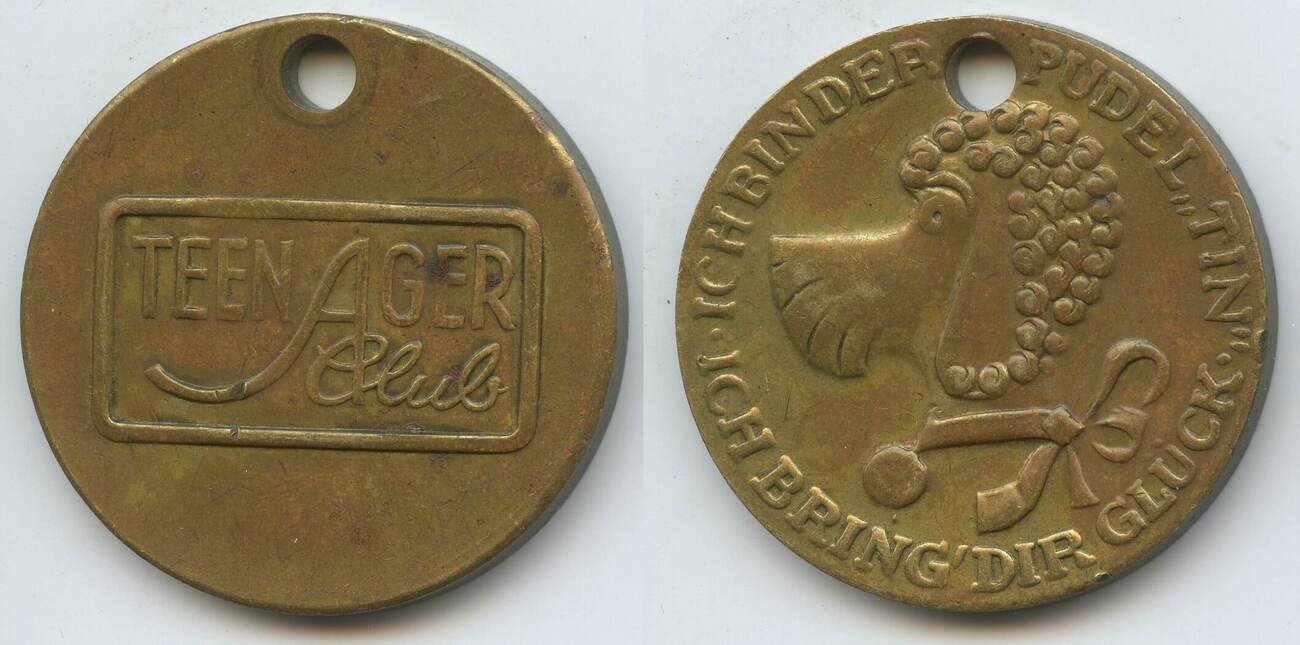 TEENAGER
Club
·ICH BIN DER PUDEL „TIN"·
ICH BRING' DIR GLÜCK·